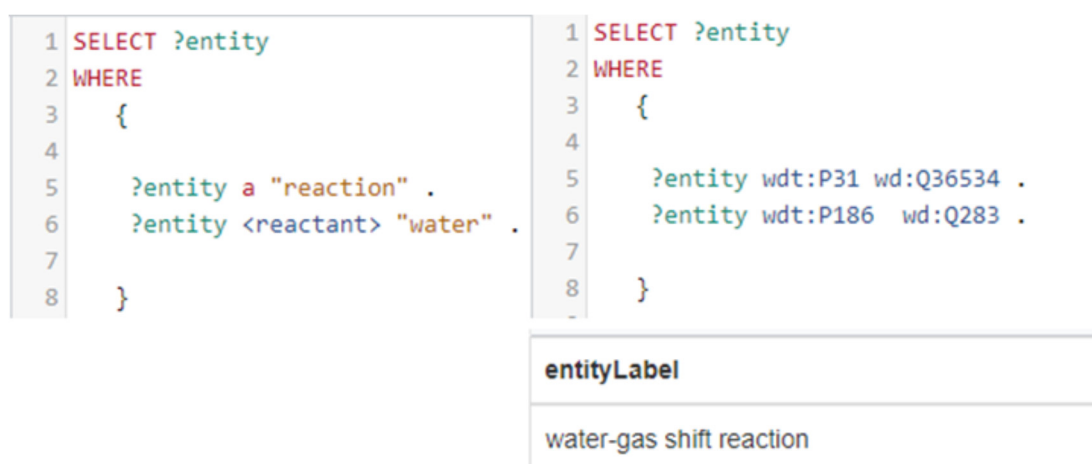 1 SELECT ?entity
2 WHERE
3 {
4
5 ?entity a "reaction" .
6 ?entity <reactant> "water" .
7
8 }
1 SELECT ?entity
2 WHERE
3 {
4
5 ?entity wdt:P31 wd:Q36534 .
6 ?entity wdt:P186 wd:Q283 .
7
8 }
entityLabel
water-gas shift reaction